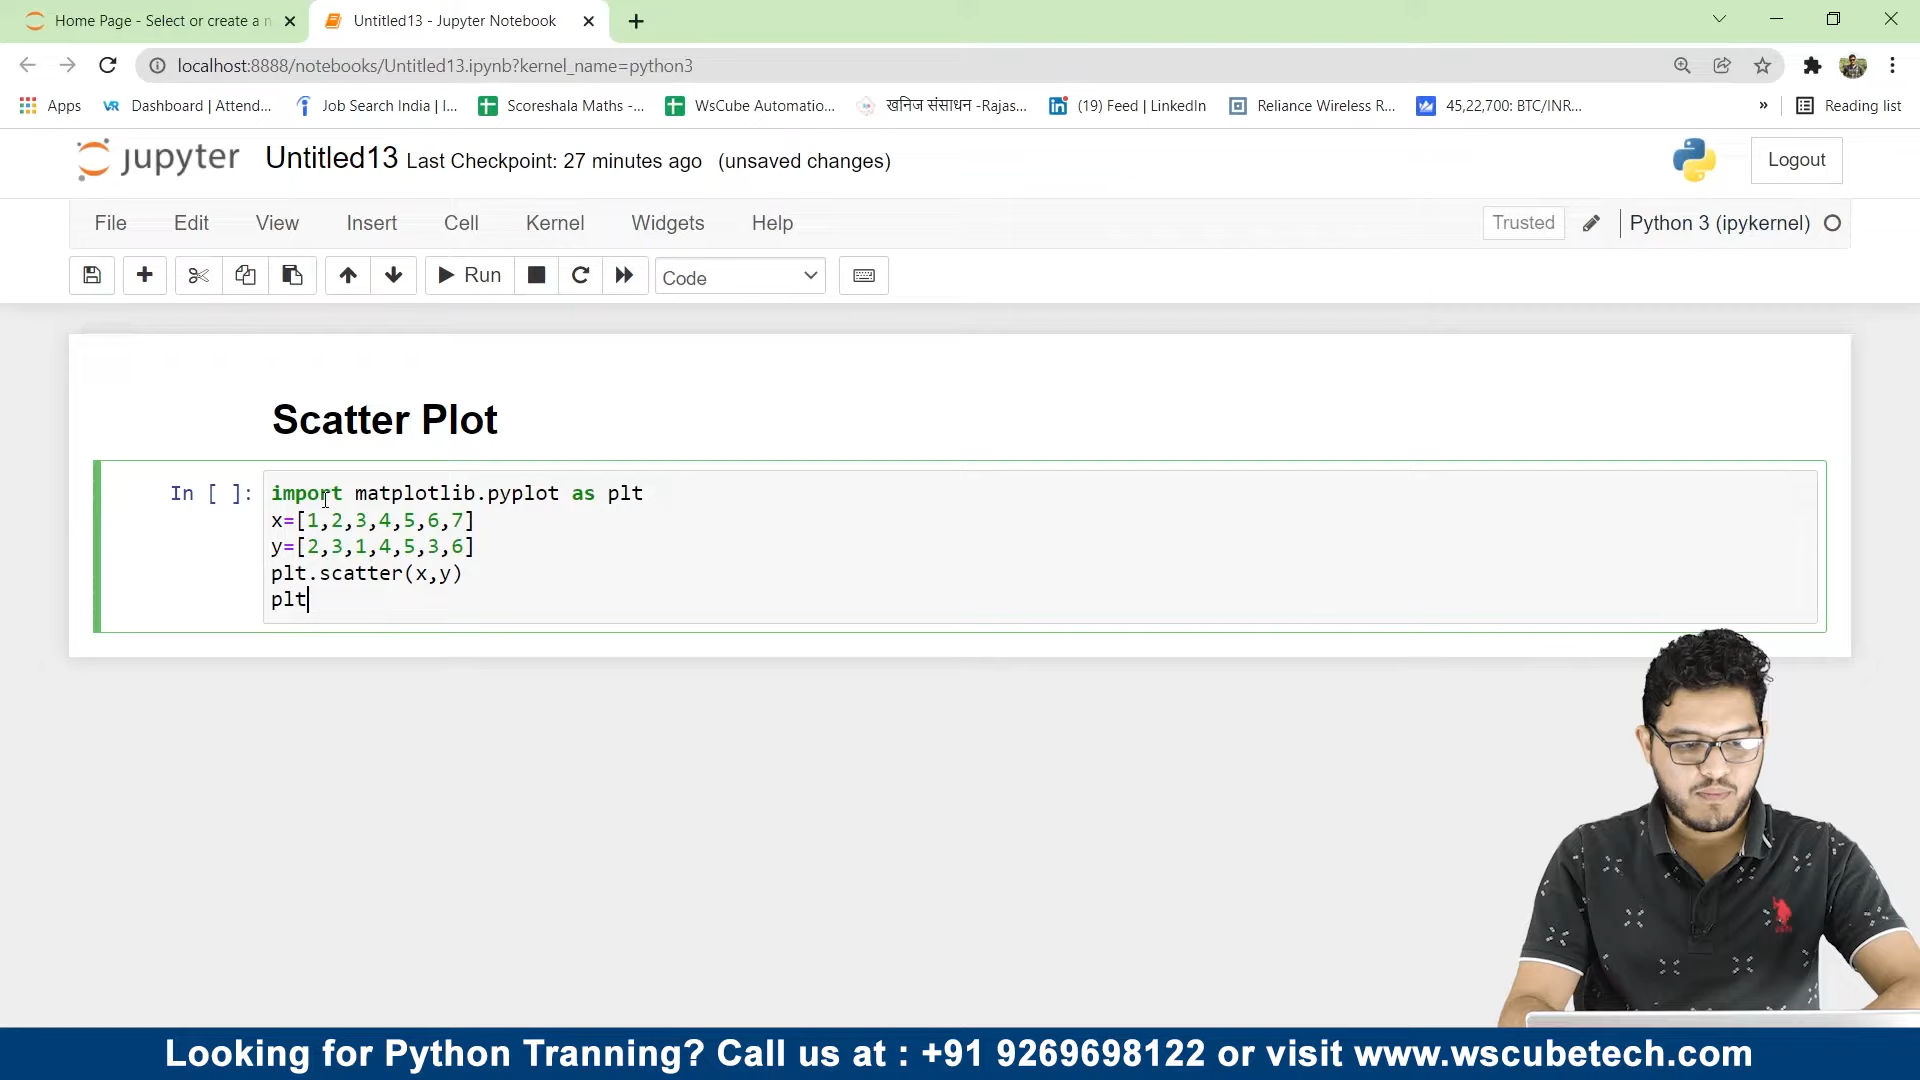 Home Page - Select or create a n
Untitled13 - Jupyter Notebook
localhost:8888/notebooks/Untitled13.ipynb?kernel_name=python3
Apps
VR Dashboard | Attend...
Job Search India | I...
Scoreshala Maths -...
WsCube Automatio...
खनिज संसाधन -Rajas...
in (19) Feed | LinkedIn
Reliance Wireless R...
45,22,700: BTC/INR...
»
Reading list
jupyter Untitled13 Last Checkpoint: 27 minutes ago (unsaved changes)
Logout
File Edit View Insert Cell Kernel Widgets Help
Trusted
Python 3 (ipykernel)
Run
Code
Scatter Plot
In [ ]: import matplotlib.pyplot as plt
x=[1,2,3,4,5,6,7]
y=[2,3,1,4,5,3,6]
plt.scatter(x,y)
plt
Looking for Python Tranning? Call us at : +91 9269698122 or visit www.wscubetech.com